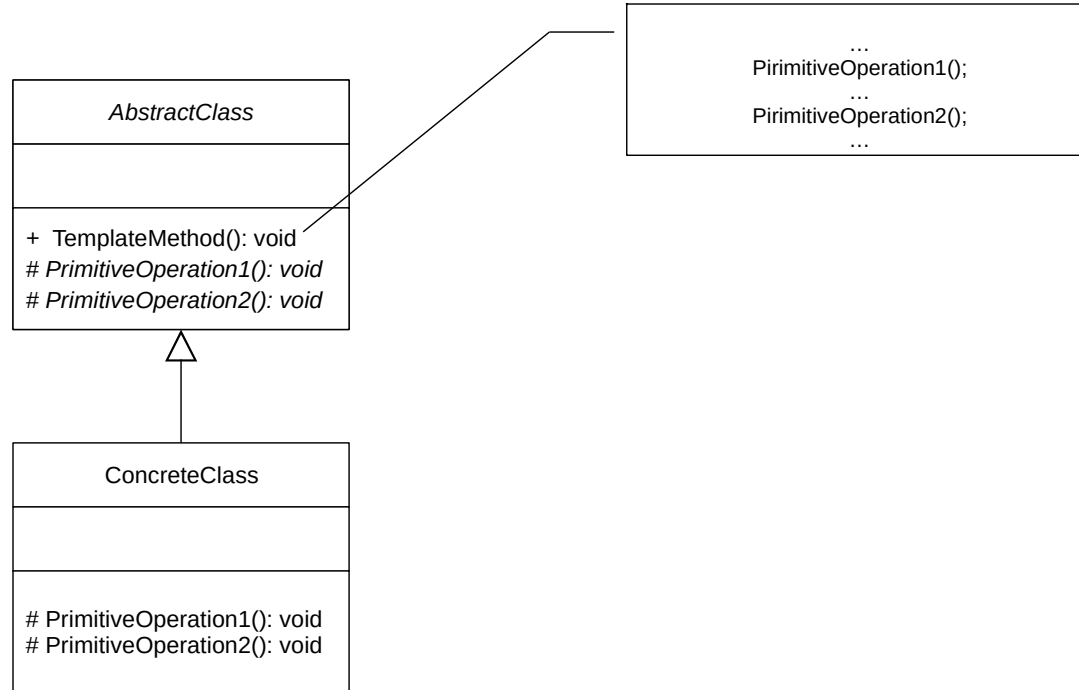 AbstractClass
+ TemplateMethod(): void
# PrimitiveOperation1(): void
# PrimitiveOperation2(): void
…
PirimitiveOperation1();
…
PirimitiveOperation2();
…
ConcreteClass
# PrimitiveOperation1(): void
# PrimitiveOperation2(): void